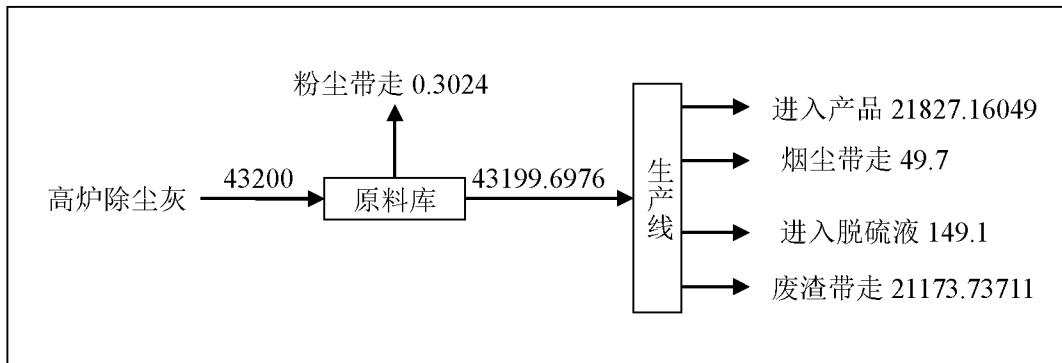 粉尘带走 0.3024
高炉除尘灰
43200
原料库
43199.6976
生产线
进入产品 21827.16049
烟尘带走 49.7
进入脱硫液 149.1
废渣带走 21173.73711